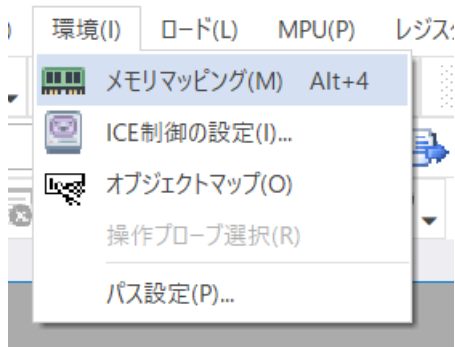 環境(I) ロード(L) MPU(P) レジス
メモリマッピング(M) Alt+4
ICE制御の設定(I)...
オブジェクトマップ(O)
操作プローブ選択(R)
パス設定(P)...